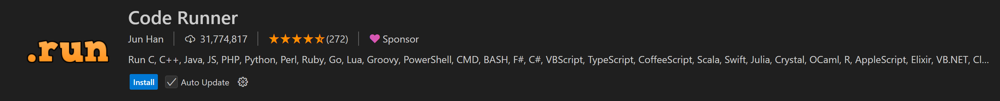 Code Runner
.run
Jun Han 31,774,817 (272) Sponsor
Run C, C++, Java, JS, PHP, Python, Perl, Ruby, Go, Lua, Groovy, PowerShell, CMD, BASH, F#, C#, VBScript, TypeScript, CoffeeScript, Scala, Swift, Julia, Crystal, OCaml, R, AppleScript, Elixir, VB.NET, Cl...
Install Auto Update